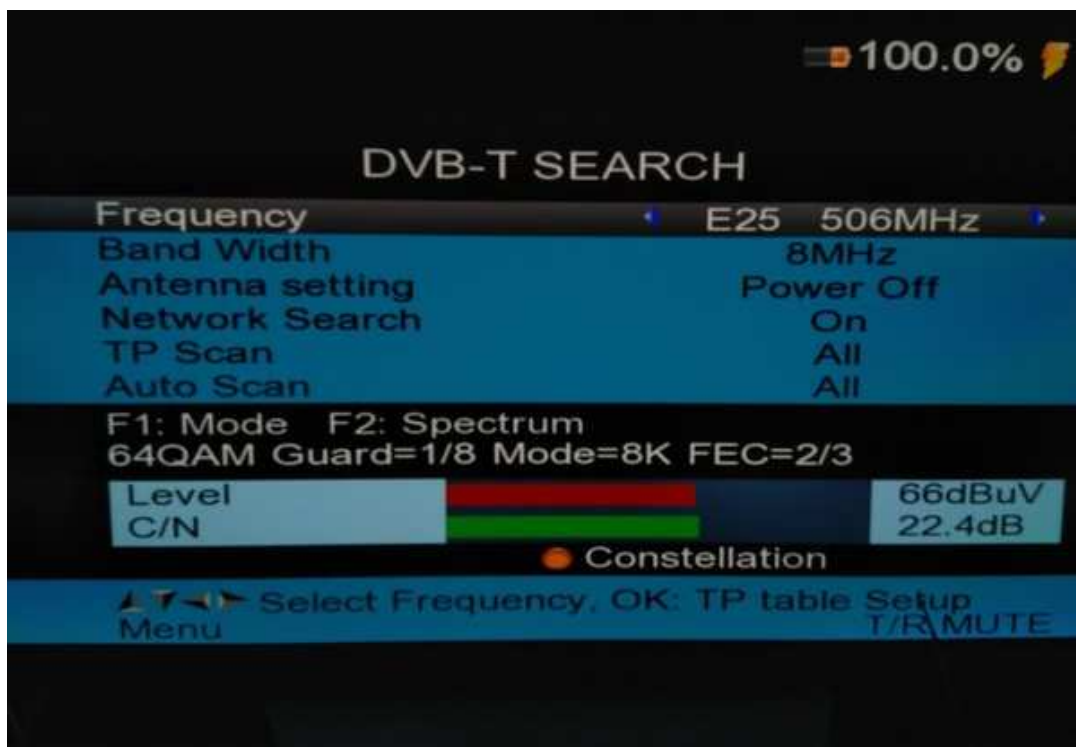 100.0%
DVB-T SEARCH
Frequency E25 506MHz
Band Width 8MHz
Antenna setting Power Off
Network Search On
TP Scan All
Auto Scan All
F1: Mode F2: Spectrum
64QAM Guard=1/8 Mode=8K FEC=2/3
Level 66dBuV
C/N 22.4dB
Constellation
Select Frequency, OK: TP table Setup
Menu T/R\MUTE